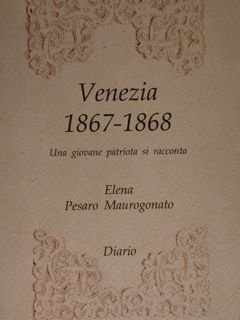 Venezia
1867-1868
Una giovane patriota si racconta
Elena
Pesaro Maurogonato
Diario